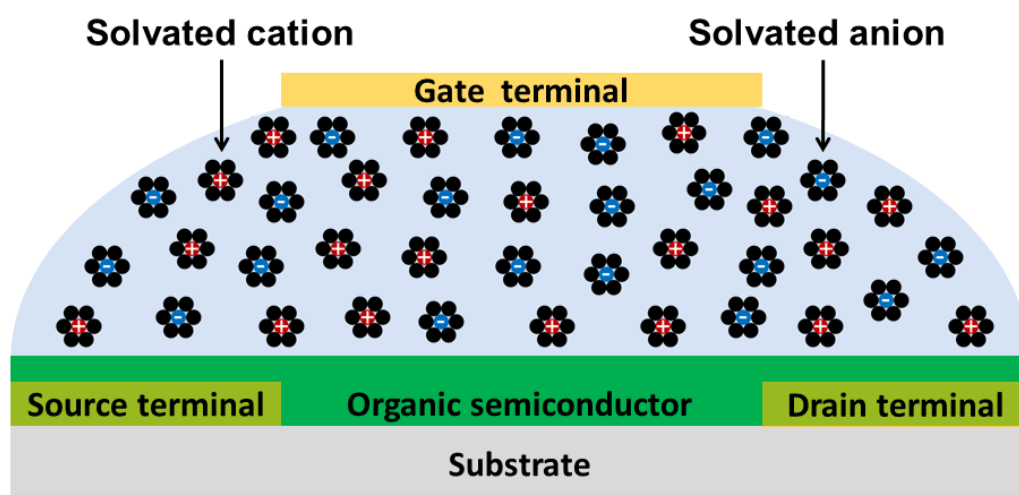 Solvated cation
Solvated anion
Gate terminal
Source terminal
Organic semiconductor
Drain terminal
Substrate